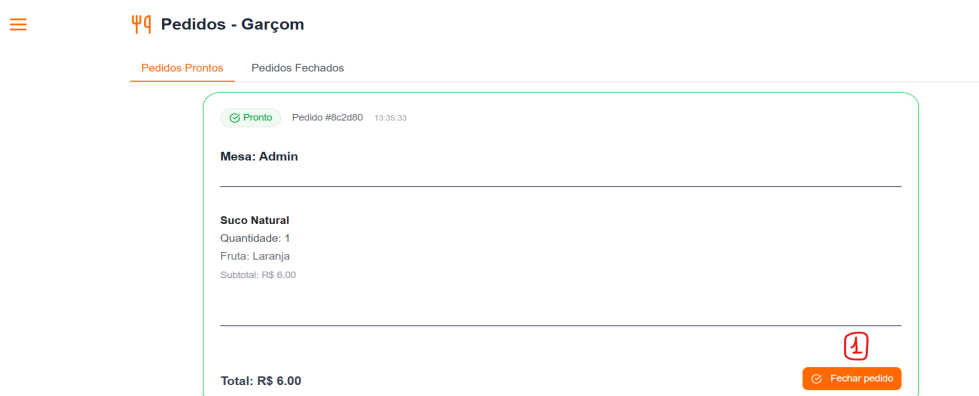 Pedidos - Garçom
Pedidos Prontos Pedidos Fechados
Pronto Pedido #8c2d80 13:35:33
Mesa: Admin
Suco Natural
Quantidade: 1
Fruta: Laranja
Subtotal: R$ 6.00
1
Total: R$ 6.00 Fechar pedido